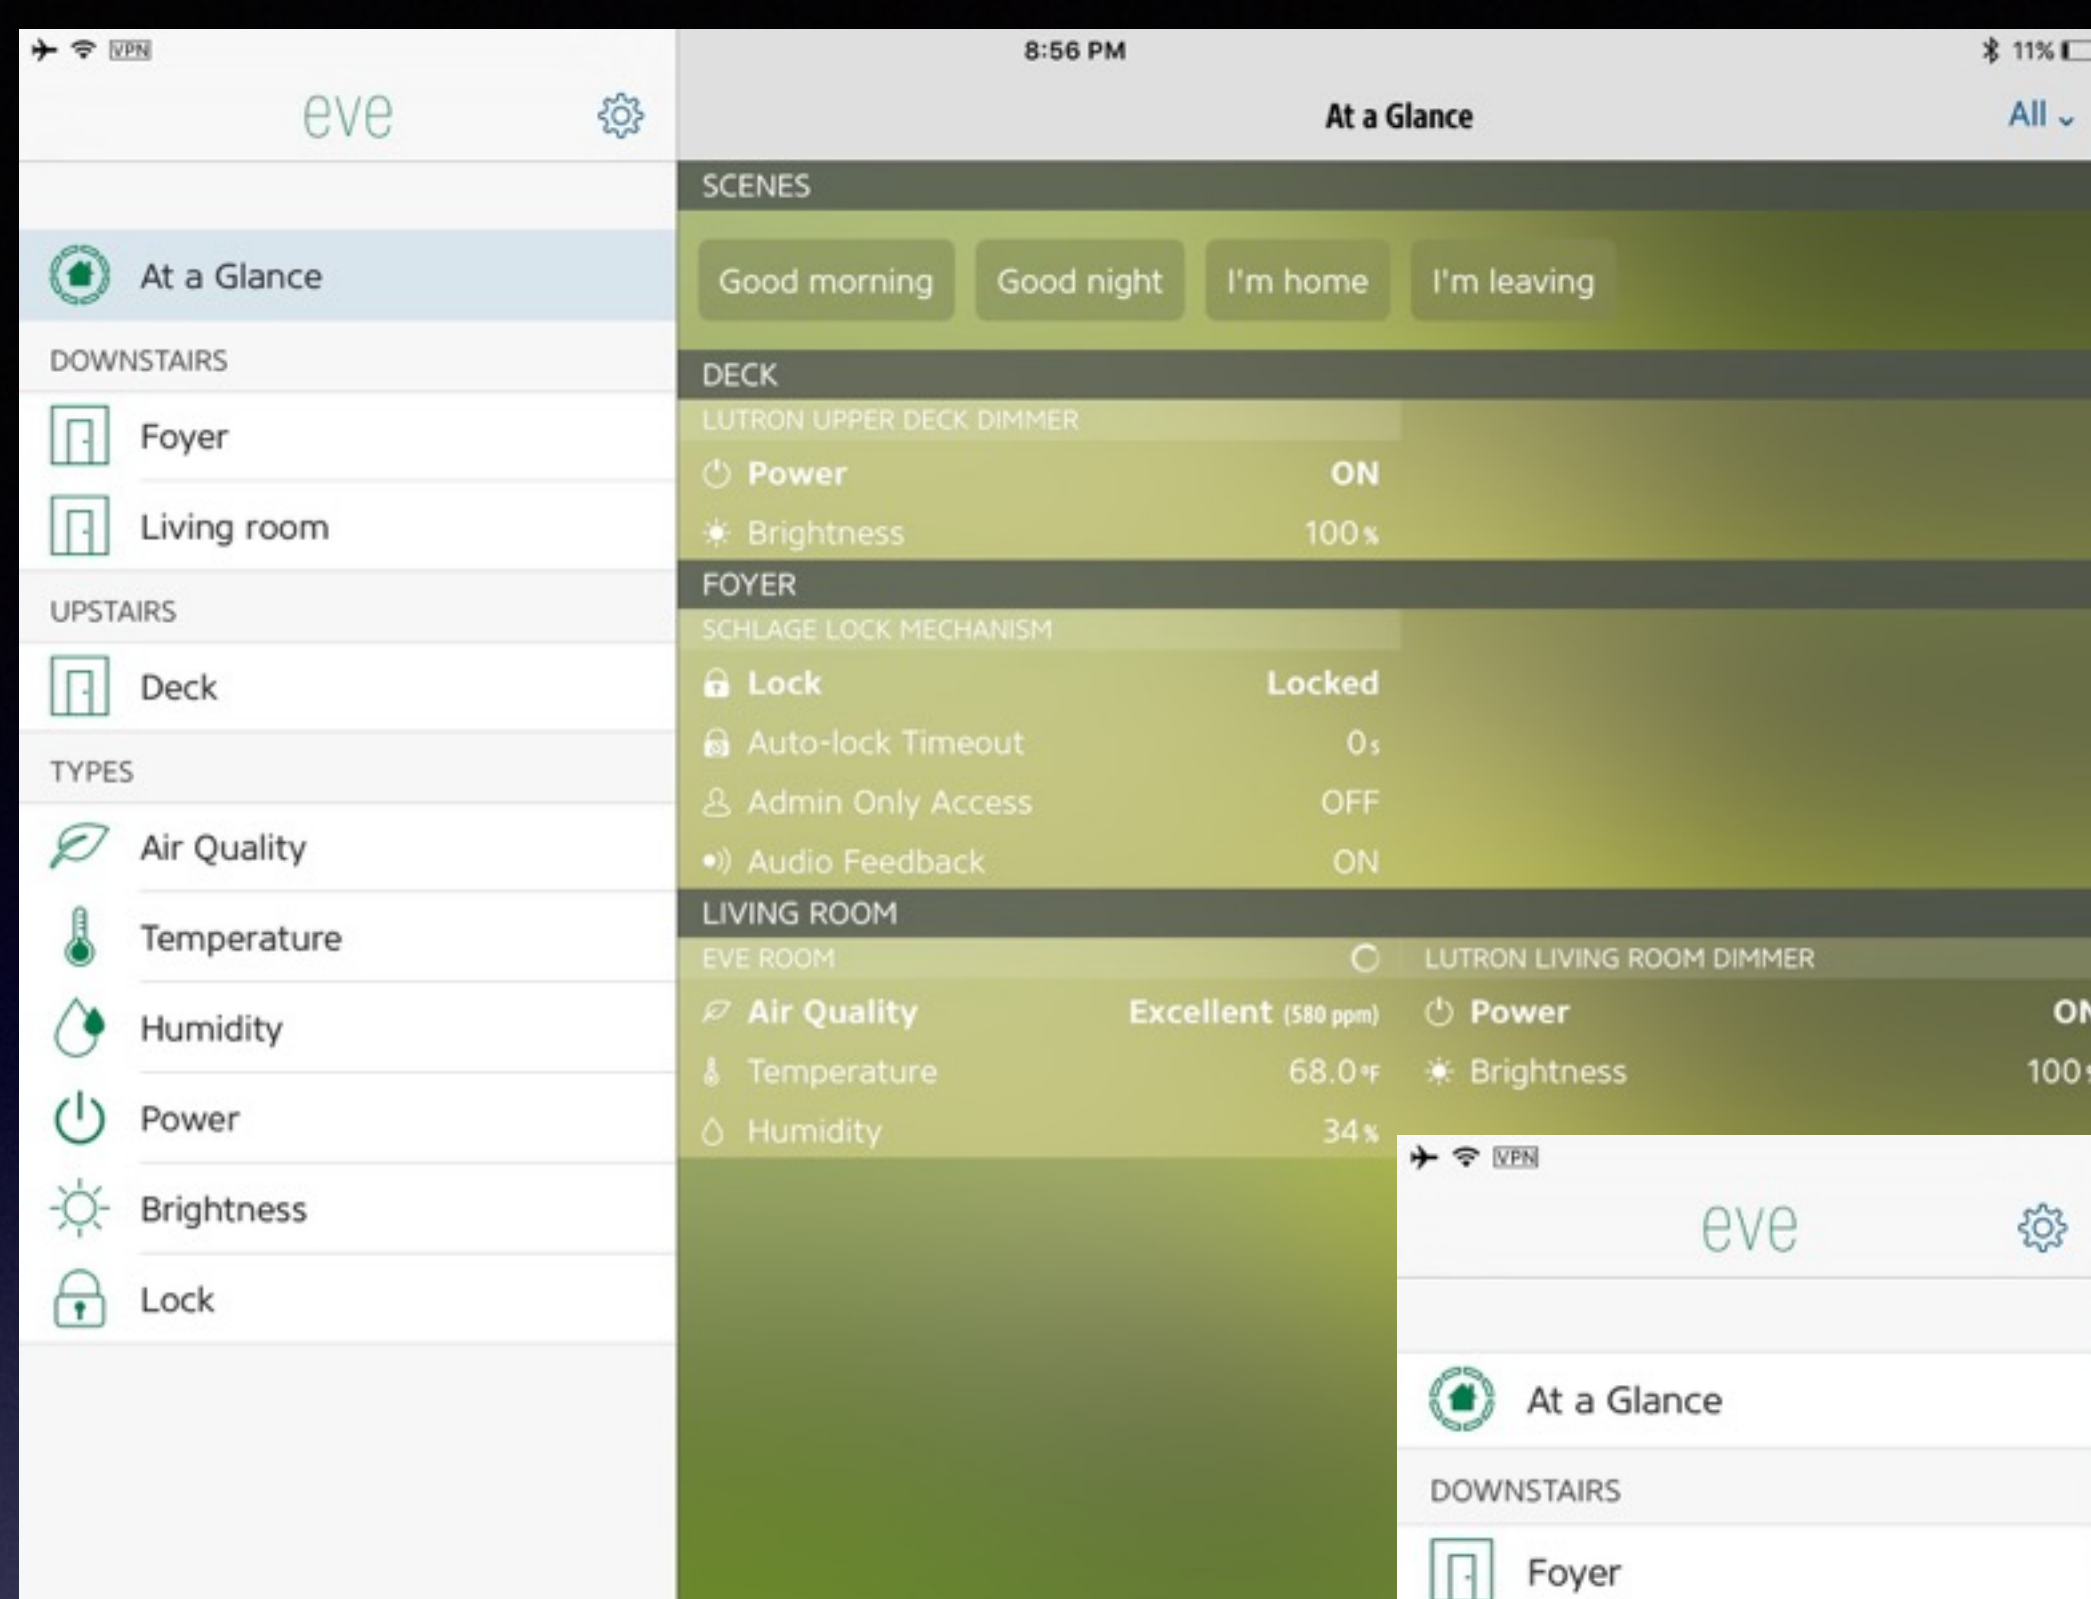 VPN
8:56 PM
11%
eve
At a Glance
All
At a Glance
DOWNSTAIRS
Foyer
Living room
UPSTAIRS
Deck
TYPES
Air Quality
Temperature
Humidity
Power
Brightness
Lock
SCENES
Good morning Good night I'm home I'm leaving
DECK
LUTRON UPPER DECK DIMMER
Power ON
Brightness 100%
FOYER
SCHLAGE LOCK MECHANISM
Lock Locked
Auto-lock Timeout 0s
Admin Only Access OFF
Audio Feedback ON
LIVING ROOM
EVE ROOM
Air Quality Excellent (580 ppm)
Temperature 68.0°F
Humidity 34%
LUTRON LIVING ROOM DIMMER
Power ON
Brightness 100%
VPN
eve
At a Glance
DOWNSTAIRS
Foyer